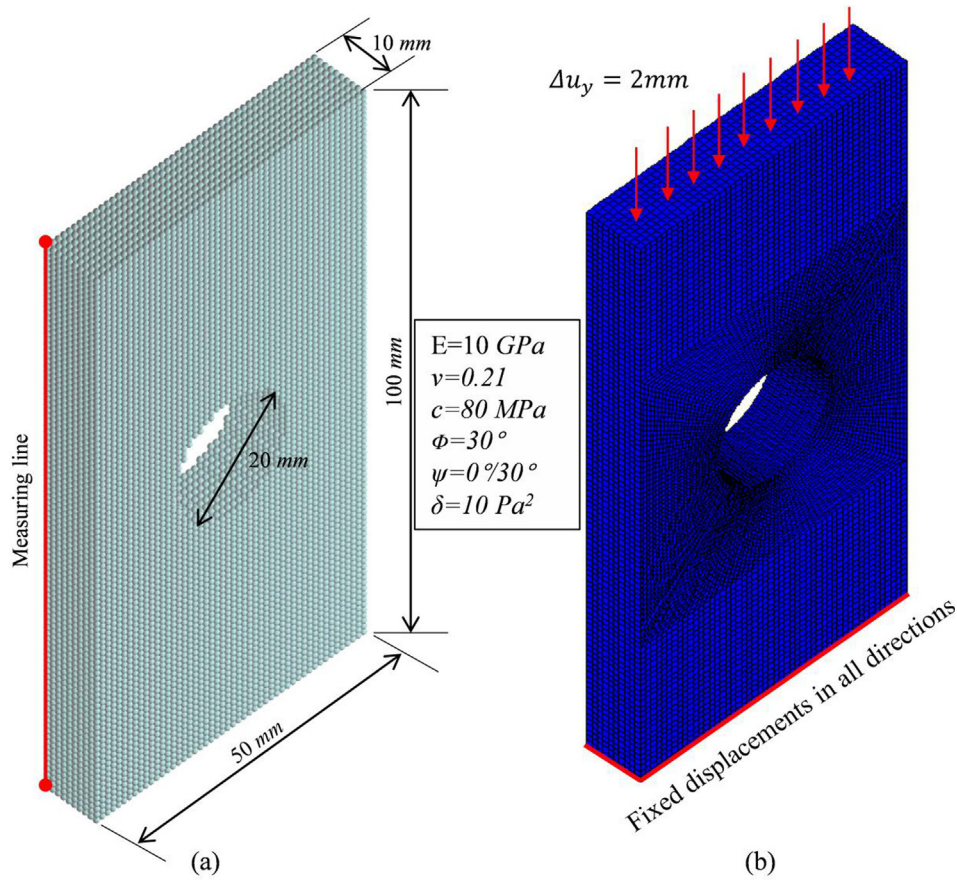 10 mm
Δu_y = 2mm
Measuring line
20 mm
100 mm
E=10 GPa
ν=0.21
c=80 MPa
Φ=30°
ψ=0°/30°
δ=10 Pa²
50 mm
Fixed displacements in all directions
(a)
(b)